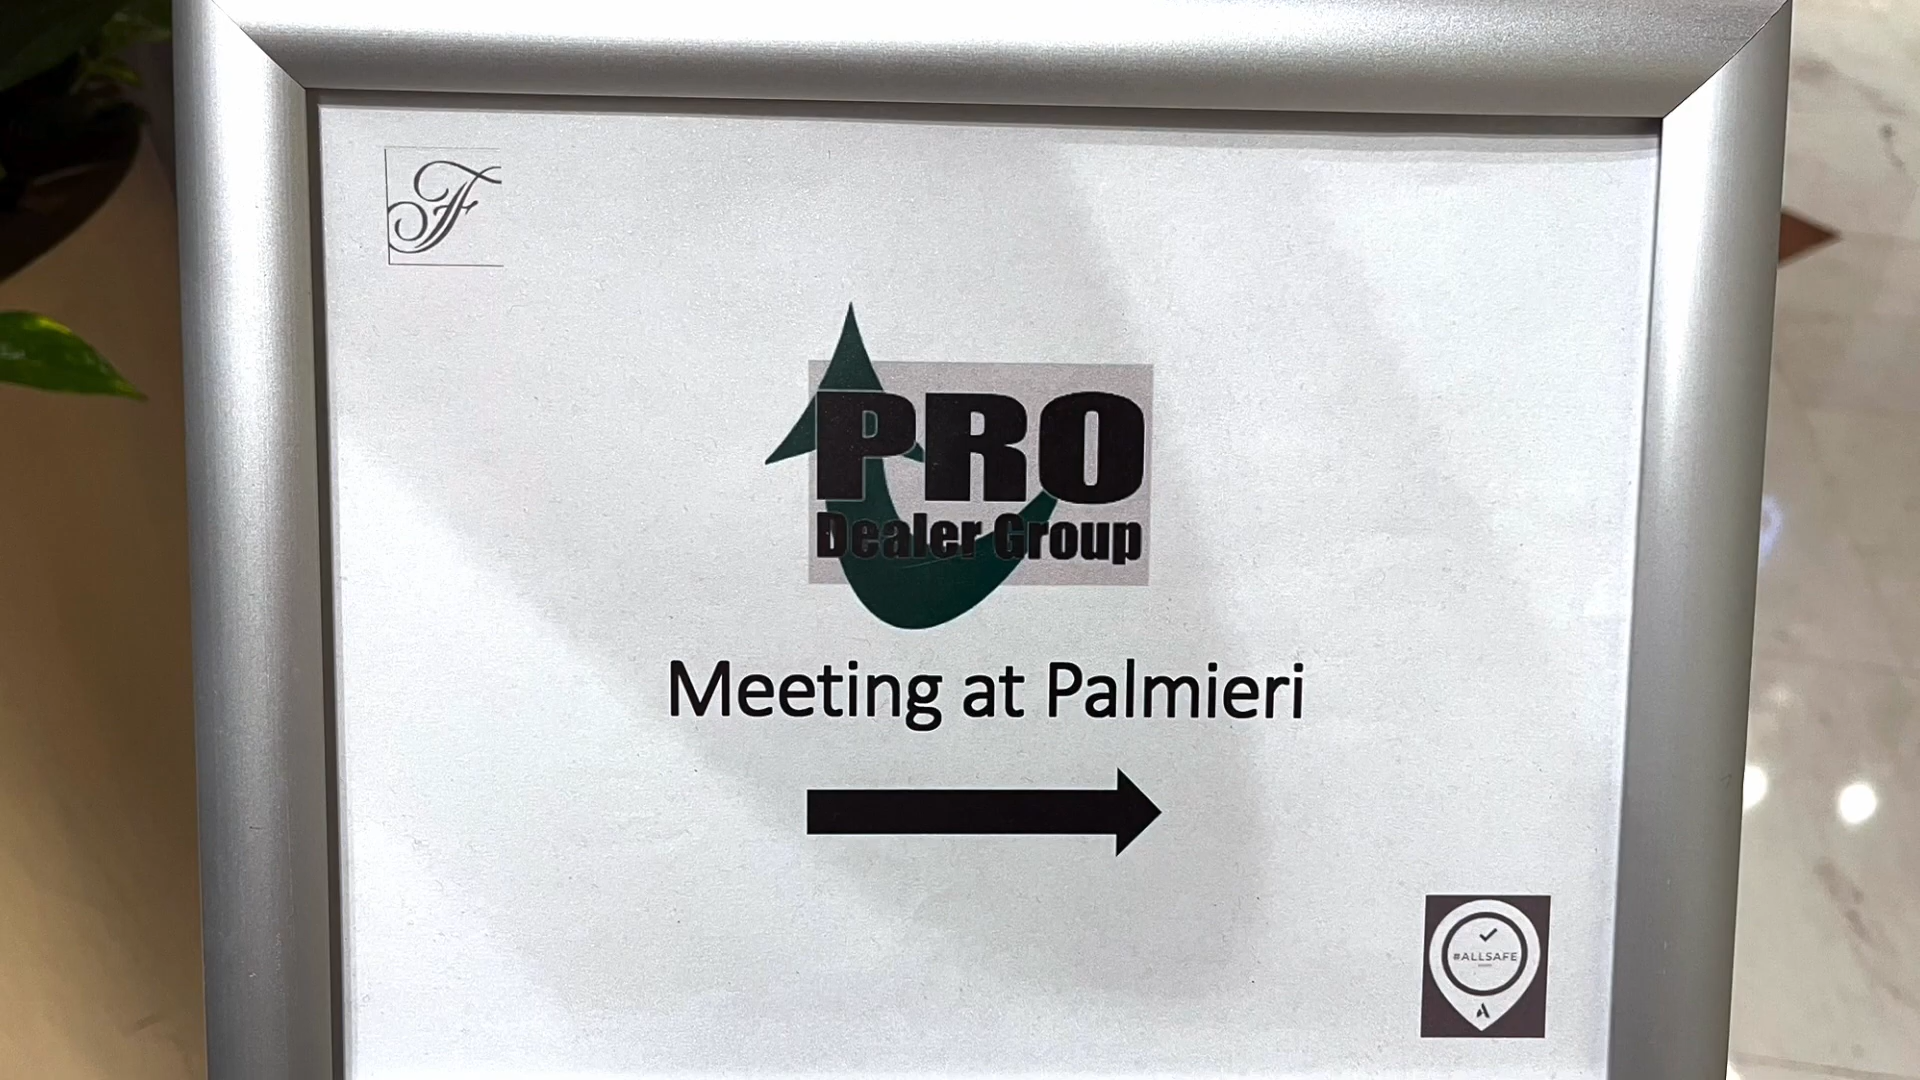 F
PRO
Dealer Group
Meeting at Palmieri
#ALLSAFE